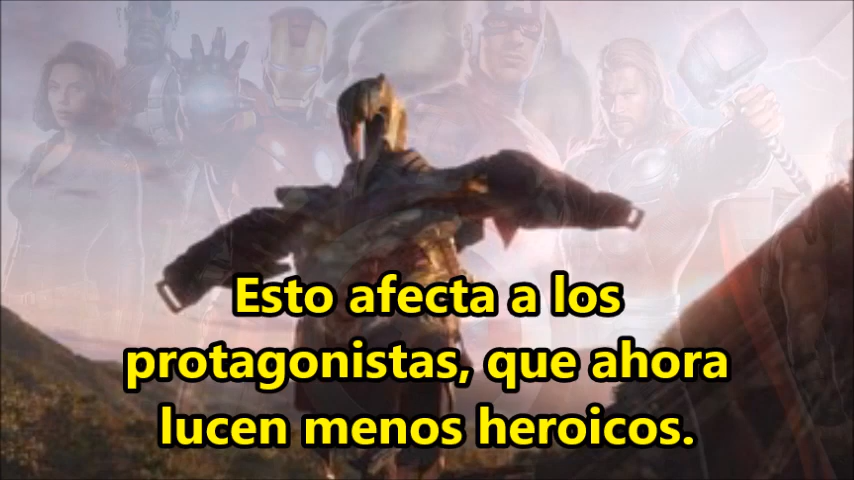 Esto afecta a los
protagonistas, que ahora
lucen menos heroicos.